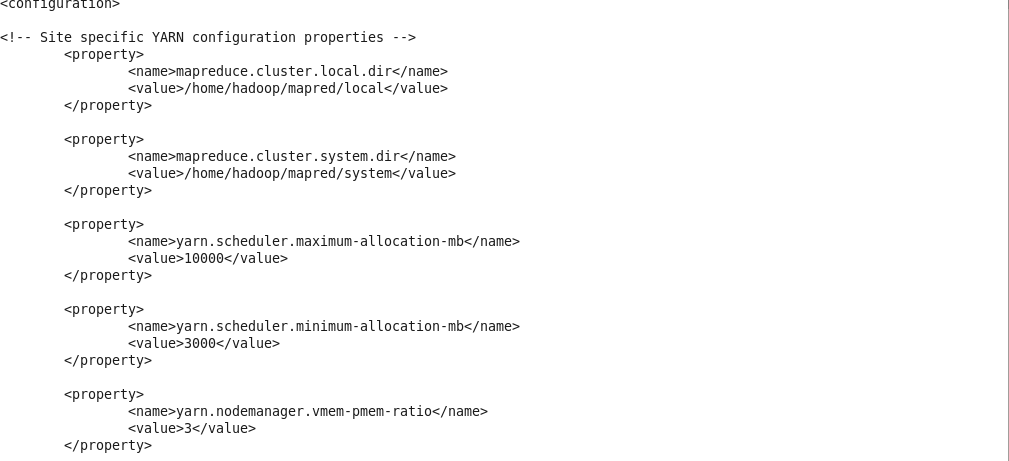 <configuration>

<!-- Site specific YARN configuration properties -->
        <property>
                <name>mapreduce.cluster.local.dir</name>
                <value>/home/hadoop/mapred/local</value>
        </property>

        <property>
                <name>mapreduce.cluster.system.dir</name>
                <value>/home/hadoop/mapred/system</value>
        </property>

        <property>
                <name>yarn.scheduler.maximum-allocation-mb</name>
                <value>10000</value>
        </property>

        <property>
                <name>yarn.scheduler.minimum-allocation-mb</name>
                <value>3000</value>
        </property>

        <property>
                <name>yarn.nodemanager.vmem-pmem-ratio</name>
                <value>3</value>
        </property>